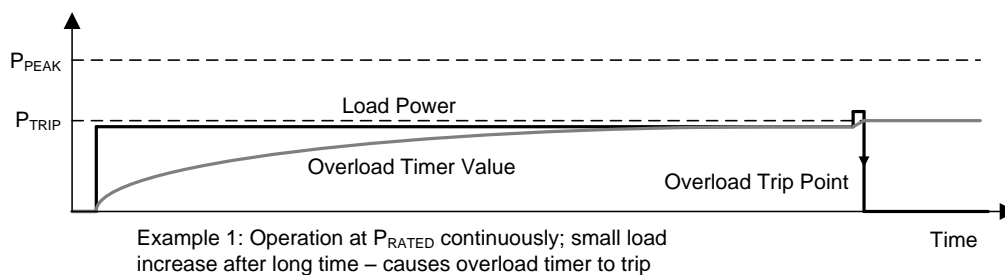 P_PEAK
Load Power
P_TRIP
Overload Timer Value
Overload Trip Point
Time
Example 1: Operation at P_RATED continuously; small load
increase after long time – causes overload timer to trip